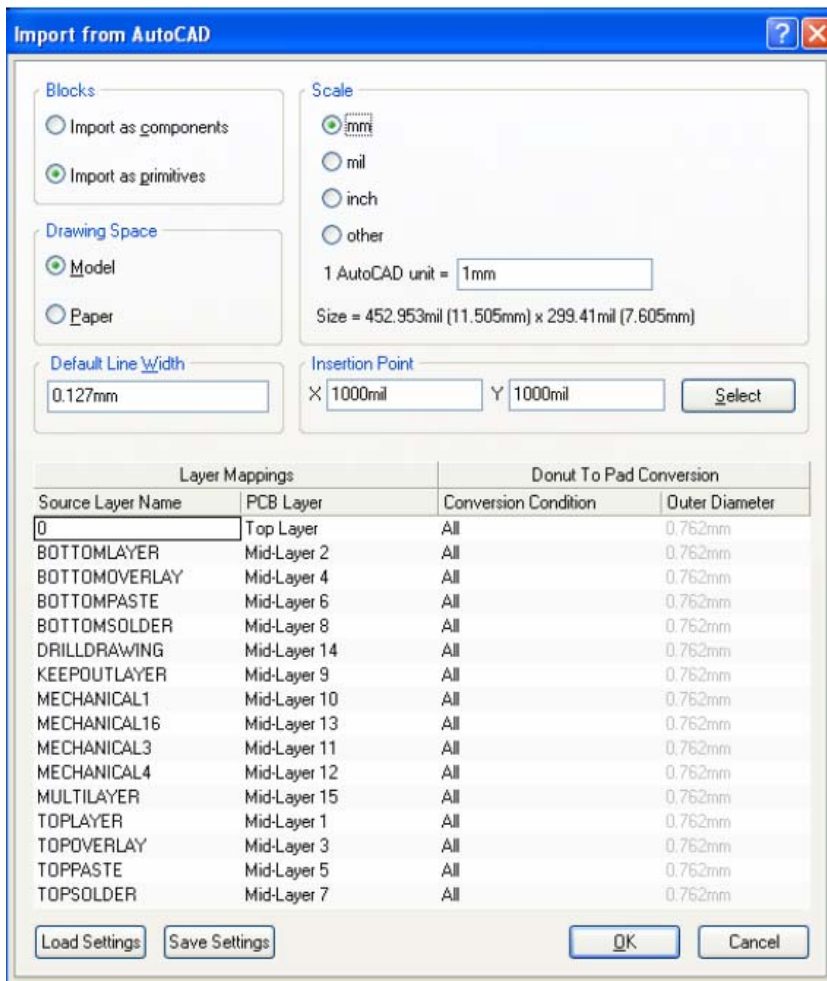 Import from AutoCAD
Blocks
Import as components
Import as primitives
Scale
mm
mil
inch
other
1 AutoCAD unit = 1mm
Size = 452.953mil (11.505mm) x 299.41mil (7.605mm)
Drawing Space
Model
Paper
Default Line Width
0.127mm
Insertion Point
X 1000mil Y 1000mil Select
Layer Mappings Donut To Pad Conversion
Source Layer Name PCB Layer Conversion Condition Outer Diameter
0 Top Layer All 0.762mm
BOTTOMLAYER Mid-Layer 2 All 0.762mm
BOTTOMOVERLAY Mid-Layer 4 All 0.762mm
BOTTOMPASTE Mid-Layer 6 All 0.762mm
BOTTOMSOLDER Mid-Layer 8 All 0.762mm
DRILLDRAWING Mid-Layer 14 All 0.762mm
KEEPOUTLAYER Mid-Layer 9 All 0.762mm
MECHANICAL1 Mid-Layer 10 All 0.762mm
MECHANICAL16 Mid-Layer 13 All 0.762mm
MECHANICAL3 Mid-Layer 11 All 0.762mm
MECHANICAL4 Mid-Layer 12 All 0.762mm
MULTILAYER Mid-Layer 15 All 0.762mm
TOPLAYER Mid-Layer 1 All 0.762mm
TOPOVERLAY Mid-Layer 3 All 0.762mm
TOPPASTE Mid-Layer 5 All 0.762mm
TOPSOLDER Mid-Layer 7 All 0.762mm
Load Settings Save Settings OK Cancel